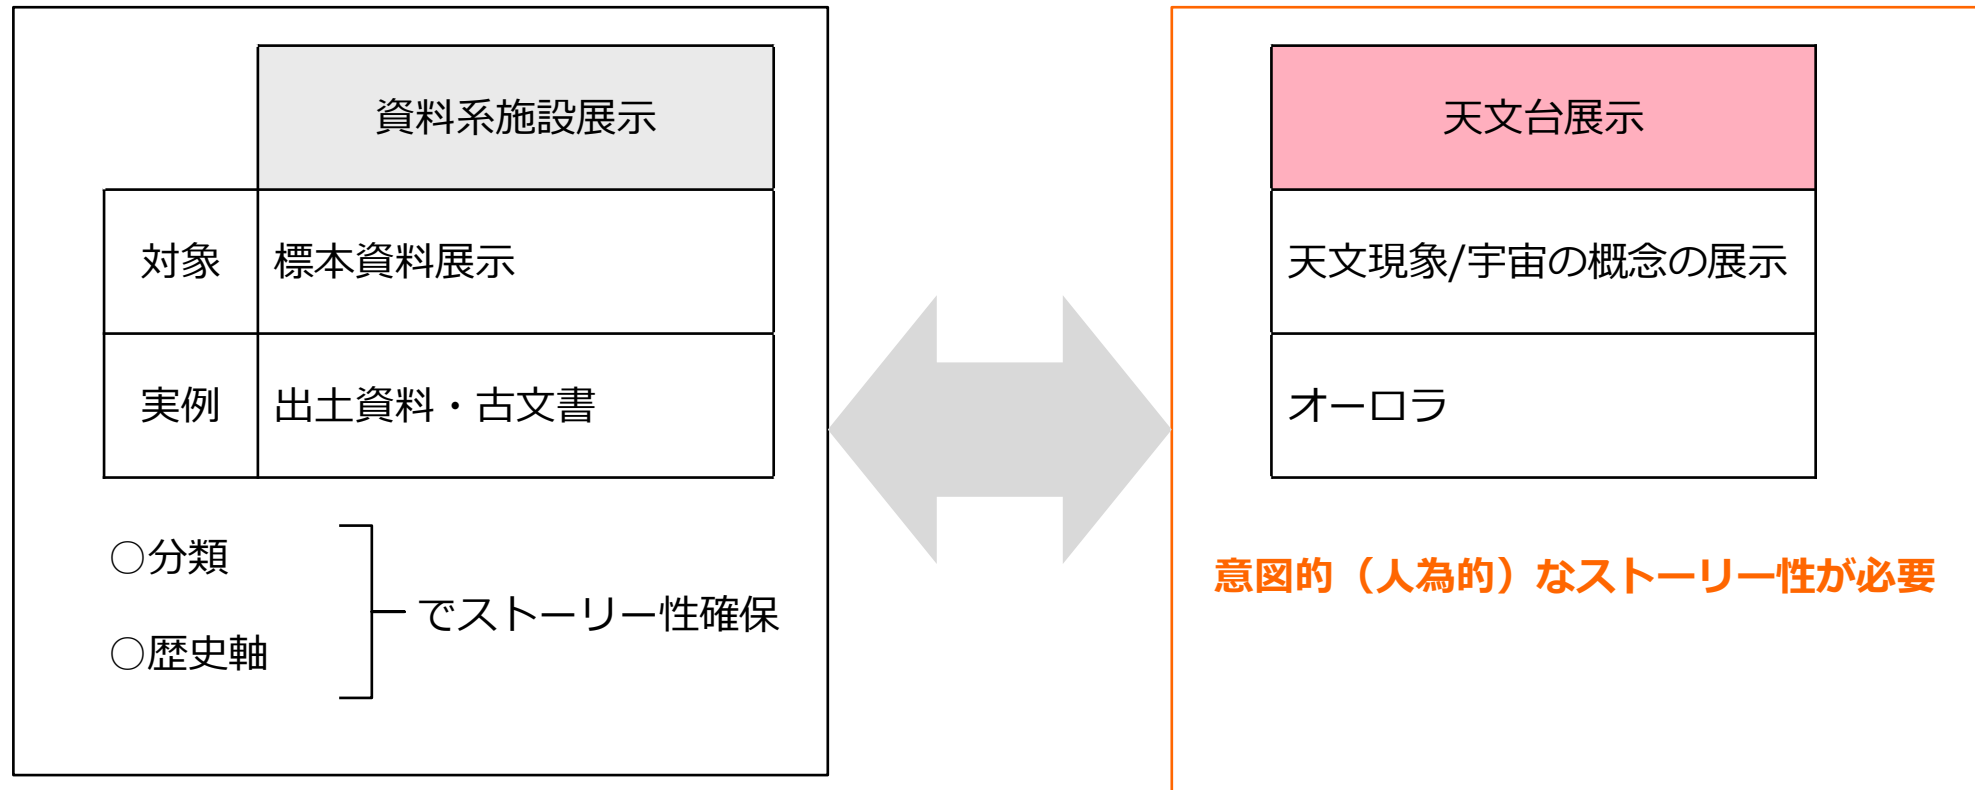 資料系施設展示
対象
標本資料展示
実例
出土資料・古文書
○分類
○歴史軸
でストーリー性確保
天文台展示
天文現象/宇宙の概念の展示
オーロラ
意図的（人為的）なストーリー性が必要